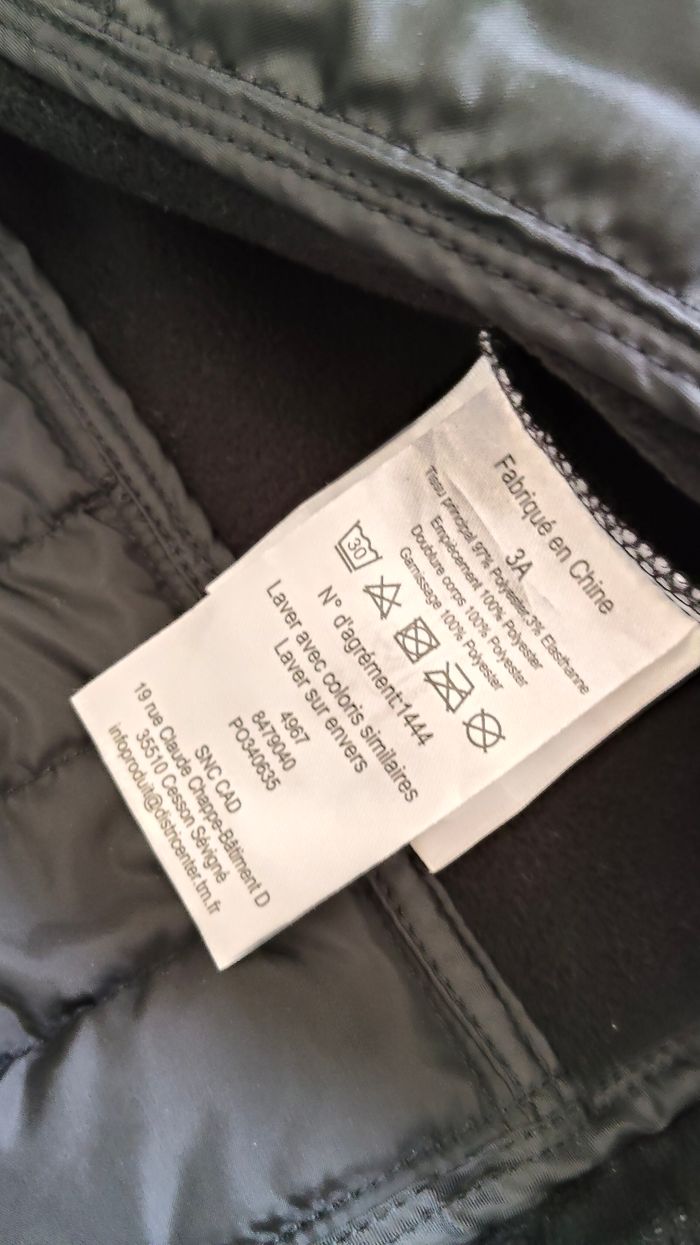 Fabriqué en Chine
3A
Tissu principal 97% Polyester 3% Elasthanne
Empiècement 100% Polyester
Doublure corps 100% Polyester
Garnissage 100% Polyester
30
N° d'agrément:1444
Laver avec coloris similaires
Laver sur envers
4967
8479040
PO340635
SNC CAD
19 rue Claude Chappe-Bâtiment D
35510 Cesson Sévigné
infoproduit@districenter.tm.fr